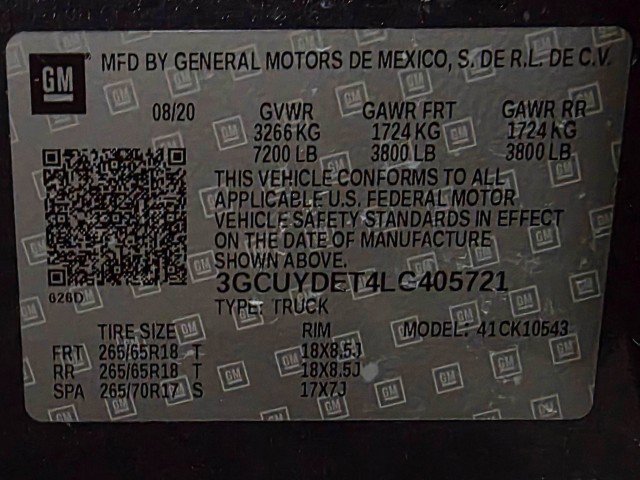 GM MFD BY GENERAL MOTORS DE MEXICO, S. DE R.L. DE C.V.
08/20 GVWR GAWR FRT GAWR RR
3266 KG 1724 KG 1724 KG
7200 LB 3800 LB 3800 LB
THIS VEHICLE CONFORMS TO ALL
APPLICABLE U.S. FEDERAL MOTOR
VEHICLE SAFETY STANDARDS IN EFFECT
ON THE DATE OF MANUFACTURE
SHOWN ABOVE.
3GCUYDET4LG405721
626D
TYPE: TRUCK
TIRE SIZE RIM MODEL: 41CK10543
FRT 265/65R18 T 18X8.5J
RR 265/65R18 T 18X8.5J
SPA 265/70R17 S 17X7J